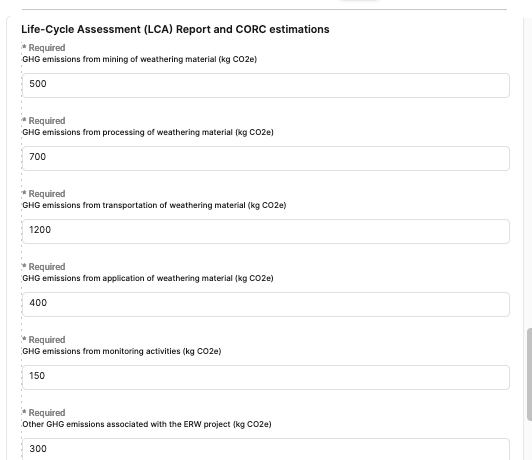 Life-Cycle Assessment (LCA) Report and CORC estimations
* Required
GHG emissions from mining of weathering material (kg CO2e)
500
* Required
GHG emissions from processing of weathering material (kg CO2e)
700
* Required
GHG emissions from transportation of weathering material (kg CO2e)
1200
* Required
GHG emissions from application of weathering material (kg CO2e)
400
* Required
GHG emissions from monitoring activities (kg CO2e)
150
* Required
Other GHG emissions associated with the ERW project (kg CO2e)
300